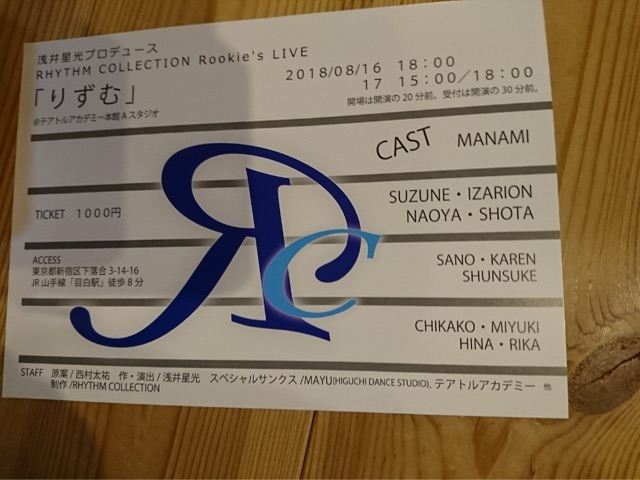 浅井星光プロデュース
RHYTHM COLLECTION Rookie's LIVE
「りずむ」
@テアトルアカデミー本館Aスタジオ
2018/08/16 18：00
17 15：00／18：00
開場は開演の20分前。受付は開演の30分前。
CAST MANAMI
SUZUNE・IZARION
NAOYA・SHOTA
TICKET 1000円
SANO・KAREN
SHUNSUKE
ACCESS
東京都新宿区下落合 3-14-16
JR山手線「目白駅」徒歩8分
CHIKAKO・MIYUKI
HINA・RIKA
RC
STAFF 原案/西村太祐 作・演出/浅井星光 スペシャルサンクス/MAYU(HIGUCHI DANCE STUDIO), テアトルアカデミー 他
制作/RHYTHM COLLECTION